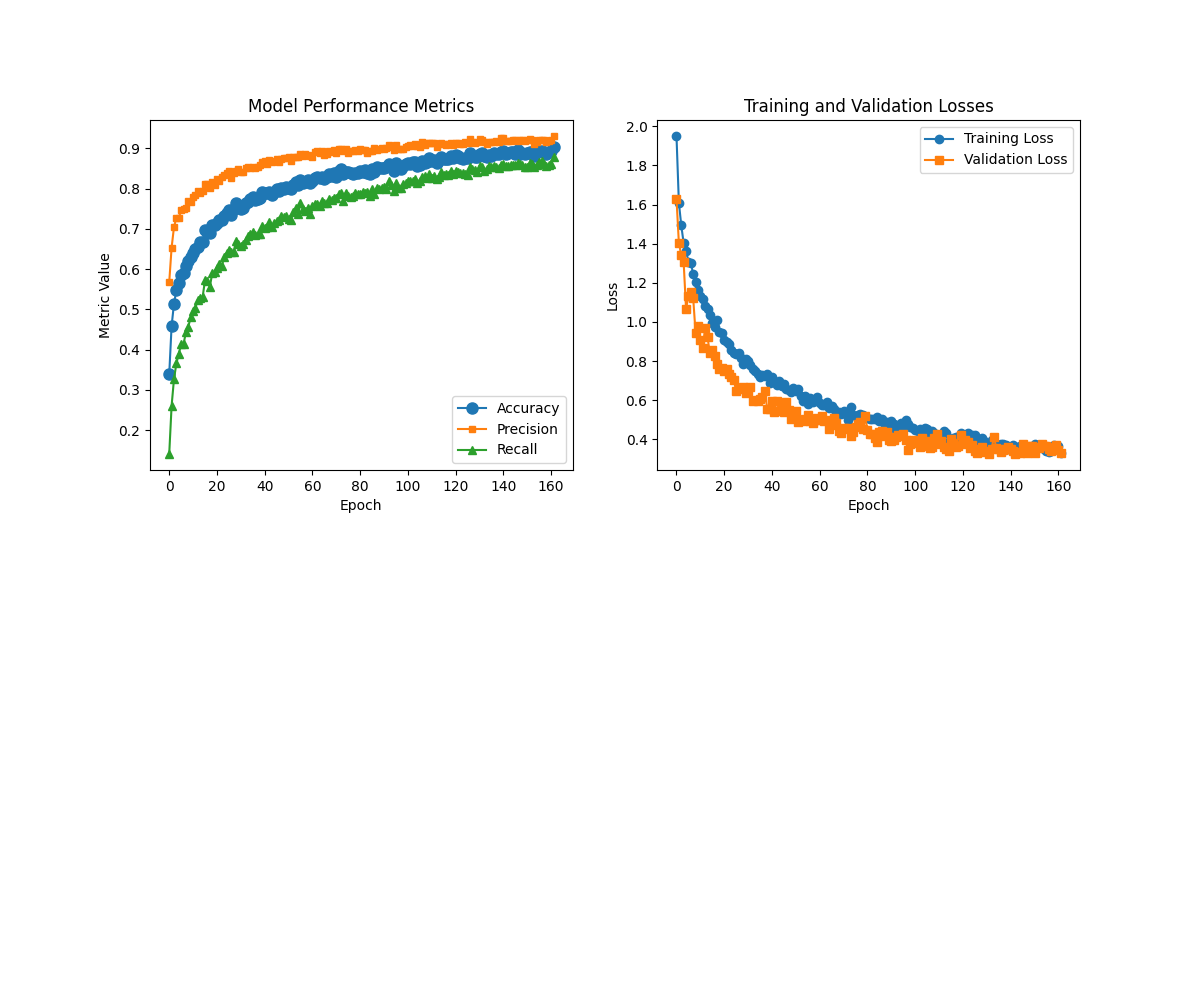 Model Performance Metrics
0.9
0.8
0.7
0.6
0.5
0.4
0.3
0.2
Metric Value
0 20 40 60 80 100 120 140 160
Epoch
Accuracy
Precision
Recall
Training and Validation Losses
2.0
1.8
1.6
1.4
1.2
1.0
0.8
0.6
0.4
Loss
0 20 40 60 80 100 120 140 160
Epoch
Training Loss
Validation Loss